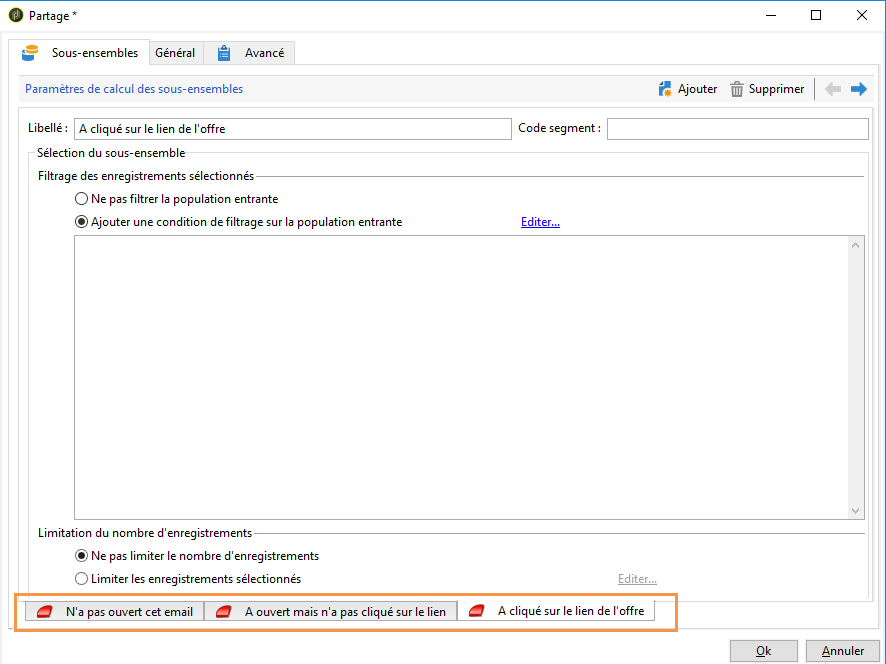 Partage *
Sous-ensembles Général Avancé
Paramètres de calcul des sous-ensembles Ajouter Supprimer
Libellé : A cliqué sur le lien de l'offre Code segment :
Sélection du sous-ensemble
Filtrage des enregistrements sélectionnés
Ne pas filtrer la population entrante
Ajouter une condition de filtrage sur la population entrante Editer...
Limitation du nombre d'enregistrements
Ne pas limiter le nombre d'enregistrements
Limiter les enregistrements sélectionnés Editer...
N'a pas ouvert cet email A ouvert mais n'a pas cliqué sur le lien A cliqué sur le lien de l'offre
Ok Annuler